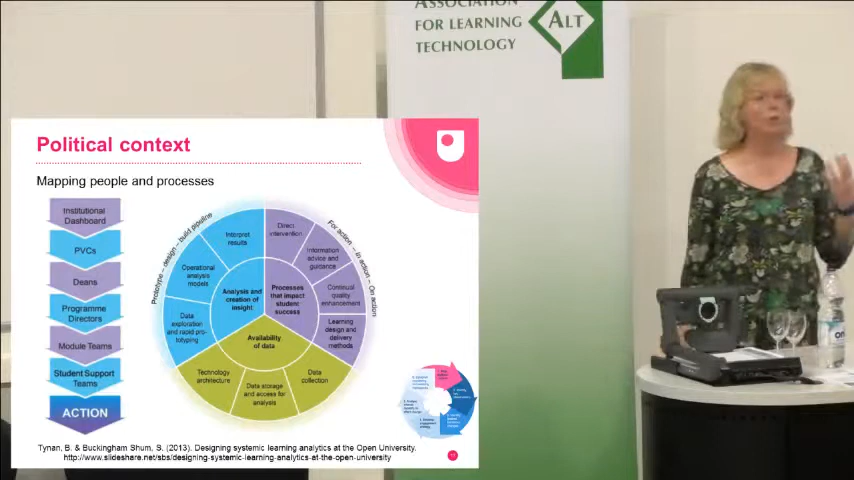 ASSOCIATION
FOR LEARNING
TECHNOLOGY
ALT
Political context
Mapping people and processes
Institutional
Dashboard
PVCs
Deans
Programme
Directors
Module Teams
Student Support
Teams
ACTION
Prototype – design – build pipeline
For action – In action – On action
Interpret
results
Operational
analysis
models
Data
exploration
and rapid pro-
totyping
Analysis and
creation of
insight
Direct
intervention
Information
advice and
guidance
Continual
quality
enhancement
Learning
design and
delivery
methods
Processes
that impact
student
success
Availability
of data
Technology
architecture
Data storage
and access for
analysis
Data
collection
Tynan, B. & Buckingham Shum, S. (2013). Designing systemic learning analytics at the Open University.
http://www.slideshare.net/sbs/designing-systemic-learning-analytics-at-the-open-university